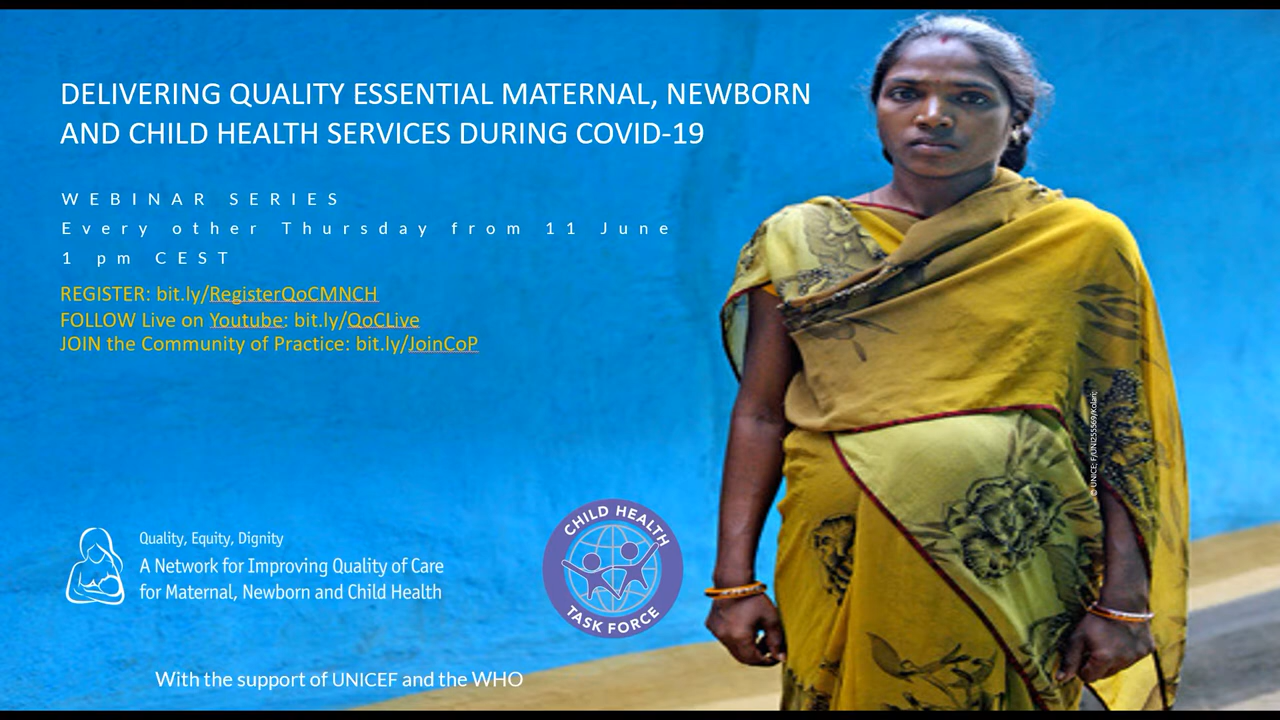 DELIVERING QUALITY ESSENTIAL MATERNAL, NEWBORN
AND CHILD HEALTH SERVICES DURING COVID-19
WEBINAR SERIES
Every other Thursday from 11 June
1 pm CEST
REGISTER: bit.ly/RegisterQoCMNCH
FOLLOW Live on Youtube: bit.ly/QoCLive
JOIN the Community of Practice: bit.ly/JoinCoP
© UNICE: F/UNI255569/Kolari;
Quality, Equity, Dignity
A Network for Improving Quality of Care
for Maternal, Newborn and Child Health
CHILD HEALTH
TASK FORCE
With the support of UNICEF and the WHO